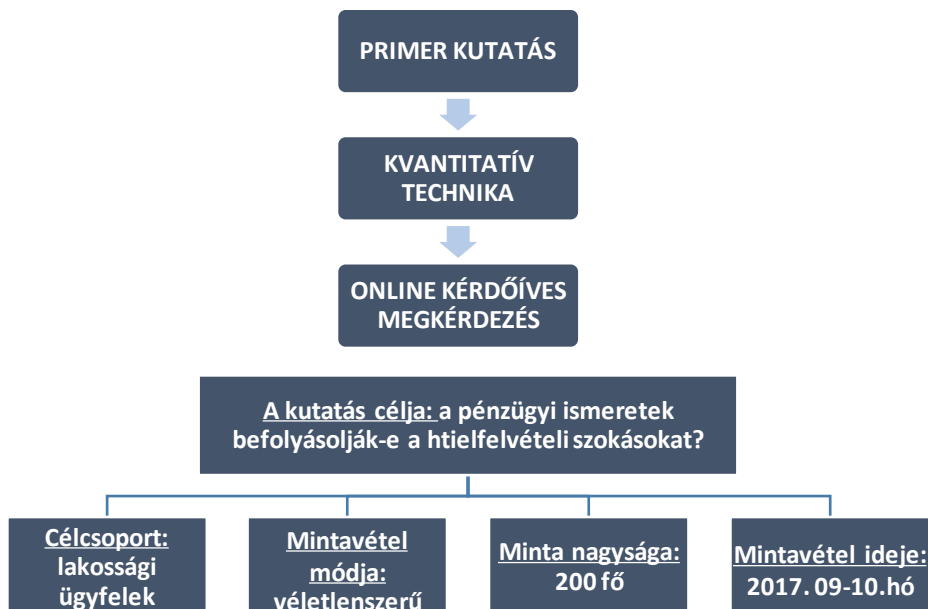 PRIMER KUTATÁS
KVANTITATÍV
TECHNIKA
ONLINE KÉRDŐÍVES
MEGKÉRDEZÉS
A kutatás célja: a pénzügyi ismeretek
befolyásolják-e a htielfelvételi szokásokat?
Célcsoport:
lakossági
ügyfelek
Mintavétel
módja:
véletlenszerű
Minta nagysága:
200 fő
Mintavétel ideje:
2017. 09-10.hó